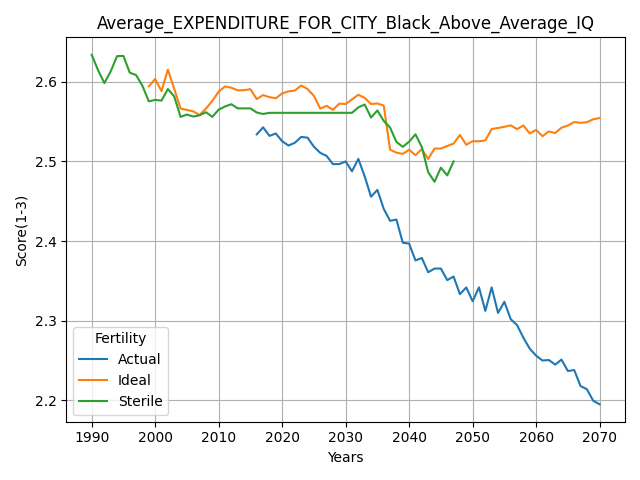 Average_EXPENDITURE_FOR_CITY_Black_Above_Average_IQ
Score(1-3)
2.6
2.5
2.4
2.3
2.2
Fertility
Actual
Ideal
Sterile
1990 2000 2010 2020 2030 2040 2050 2060 2070
Years